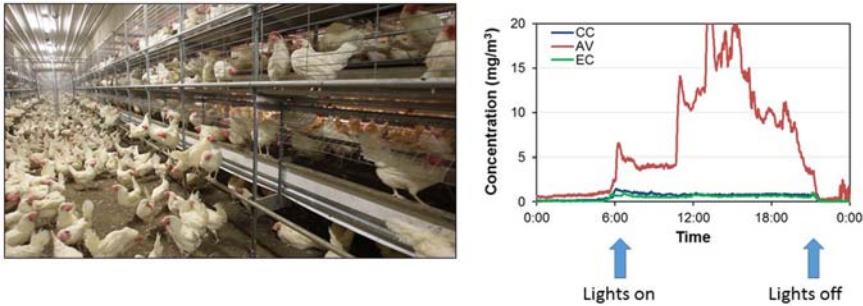 CC
AV
EC
Concentration (mg/m³)
20
15
10
5
0
0:00 6:00 12:00 18:00 0:00
Time
Lights on Lights off